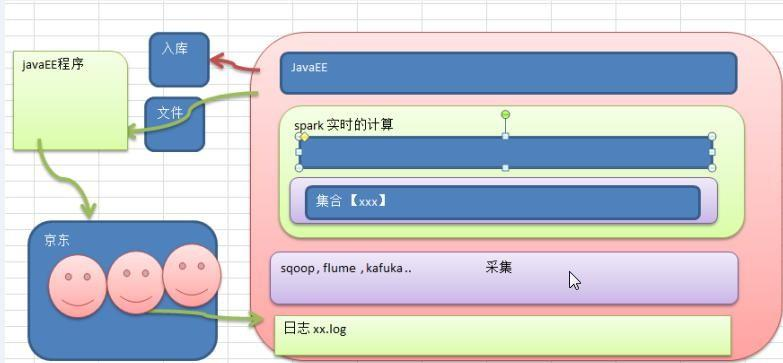 入库
javaEE程序
文件
JavaEE
spark 实时的计算
集合【xxx】
京东
sqoop , flume , kafuka .. 采集
日志 xx.log